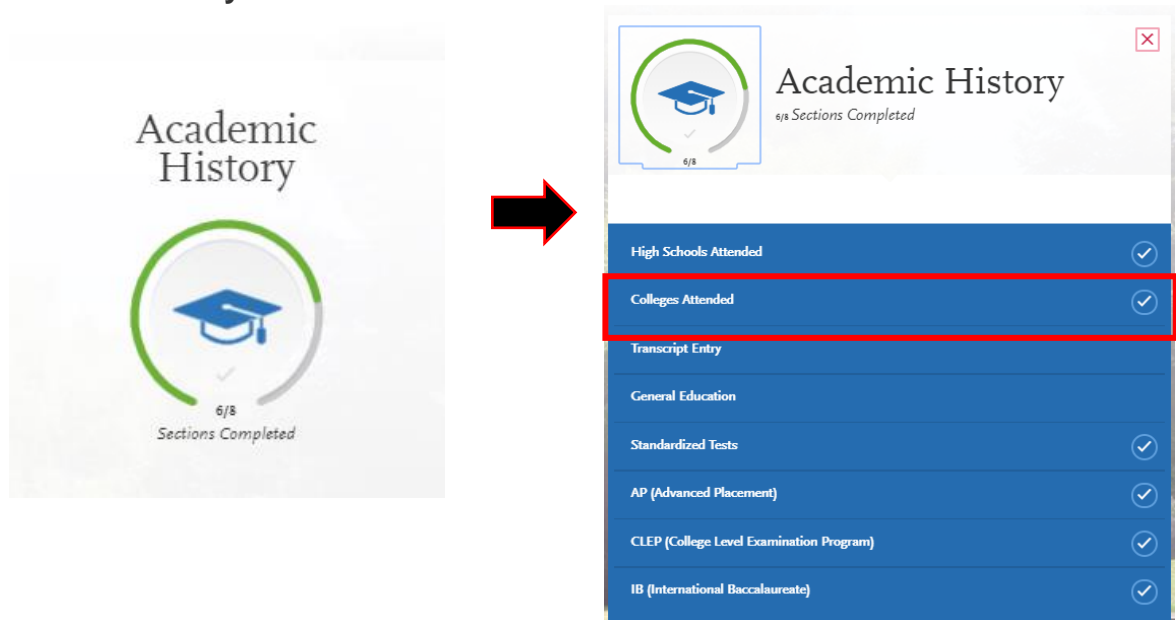 Academic
History
6/8
Sections Completed
Academic History
6/8 Sections Completed
6/8
High Schools Attended
Colleges Attended
Transcript Entry
General Education
Standardized Tests
AP (Advanced Placement)
CLEP (College Level Examination Program)
IB (International Baccalaureate)